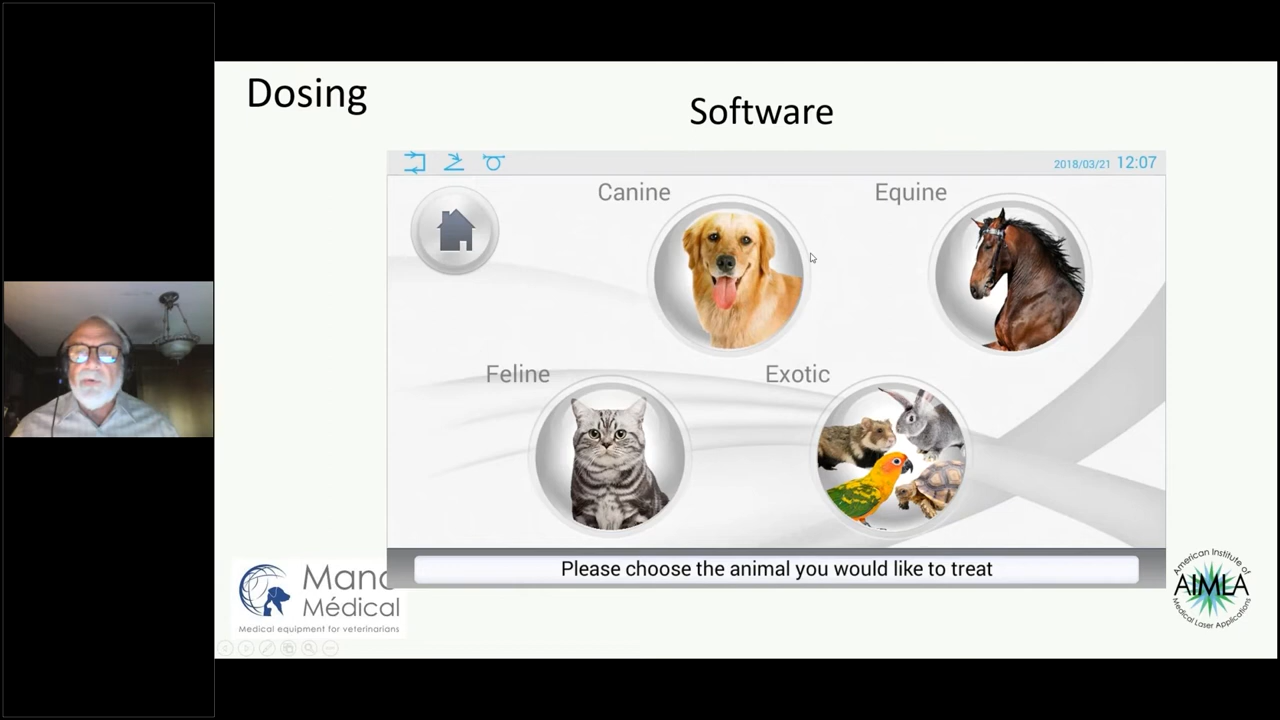 Dosing
Software
2018/03/21 12:07
Canine
Equine
Feline
Exotic
Please choose the animal you would like to treat
Médical
Medical equipment for veterinarians
American Institute of
AIMLA
Medical Laser Applications